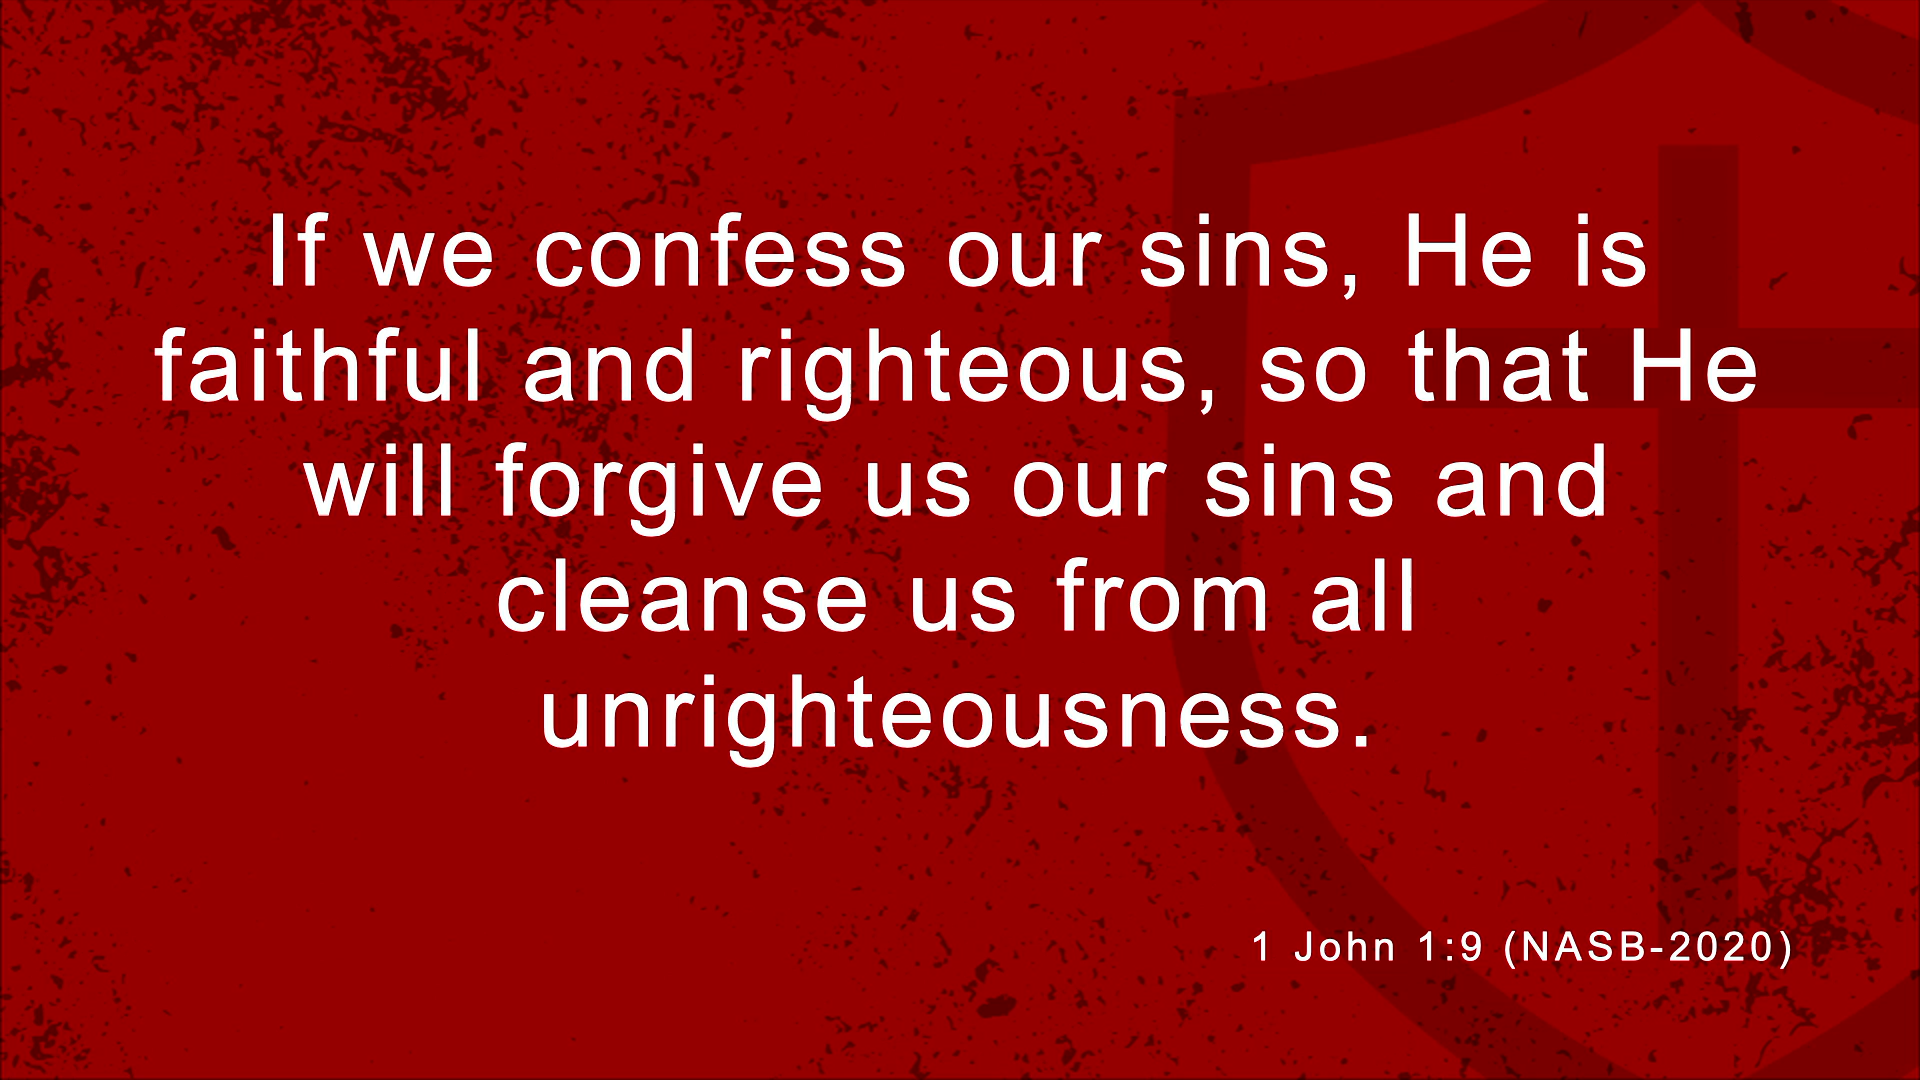 If we confess our sins, He is
faithful and righteous, so that He
will forgive us our sins and
cleanse us from all
unrighteousness.
1 John 1:9 (NASB-2020)